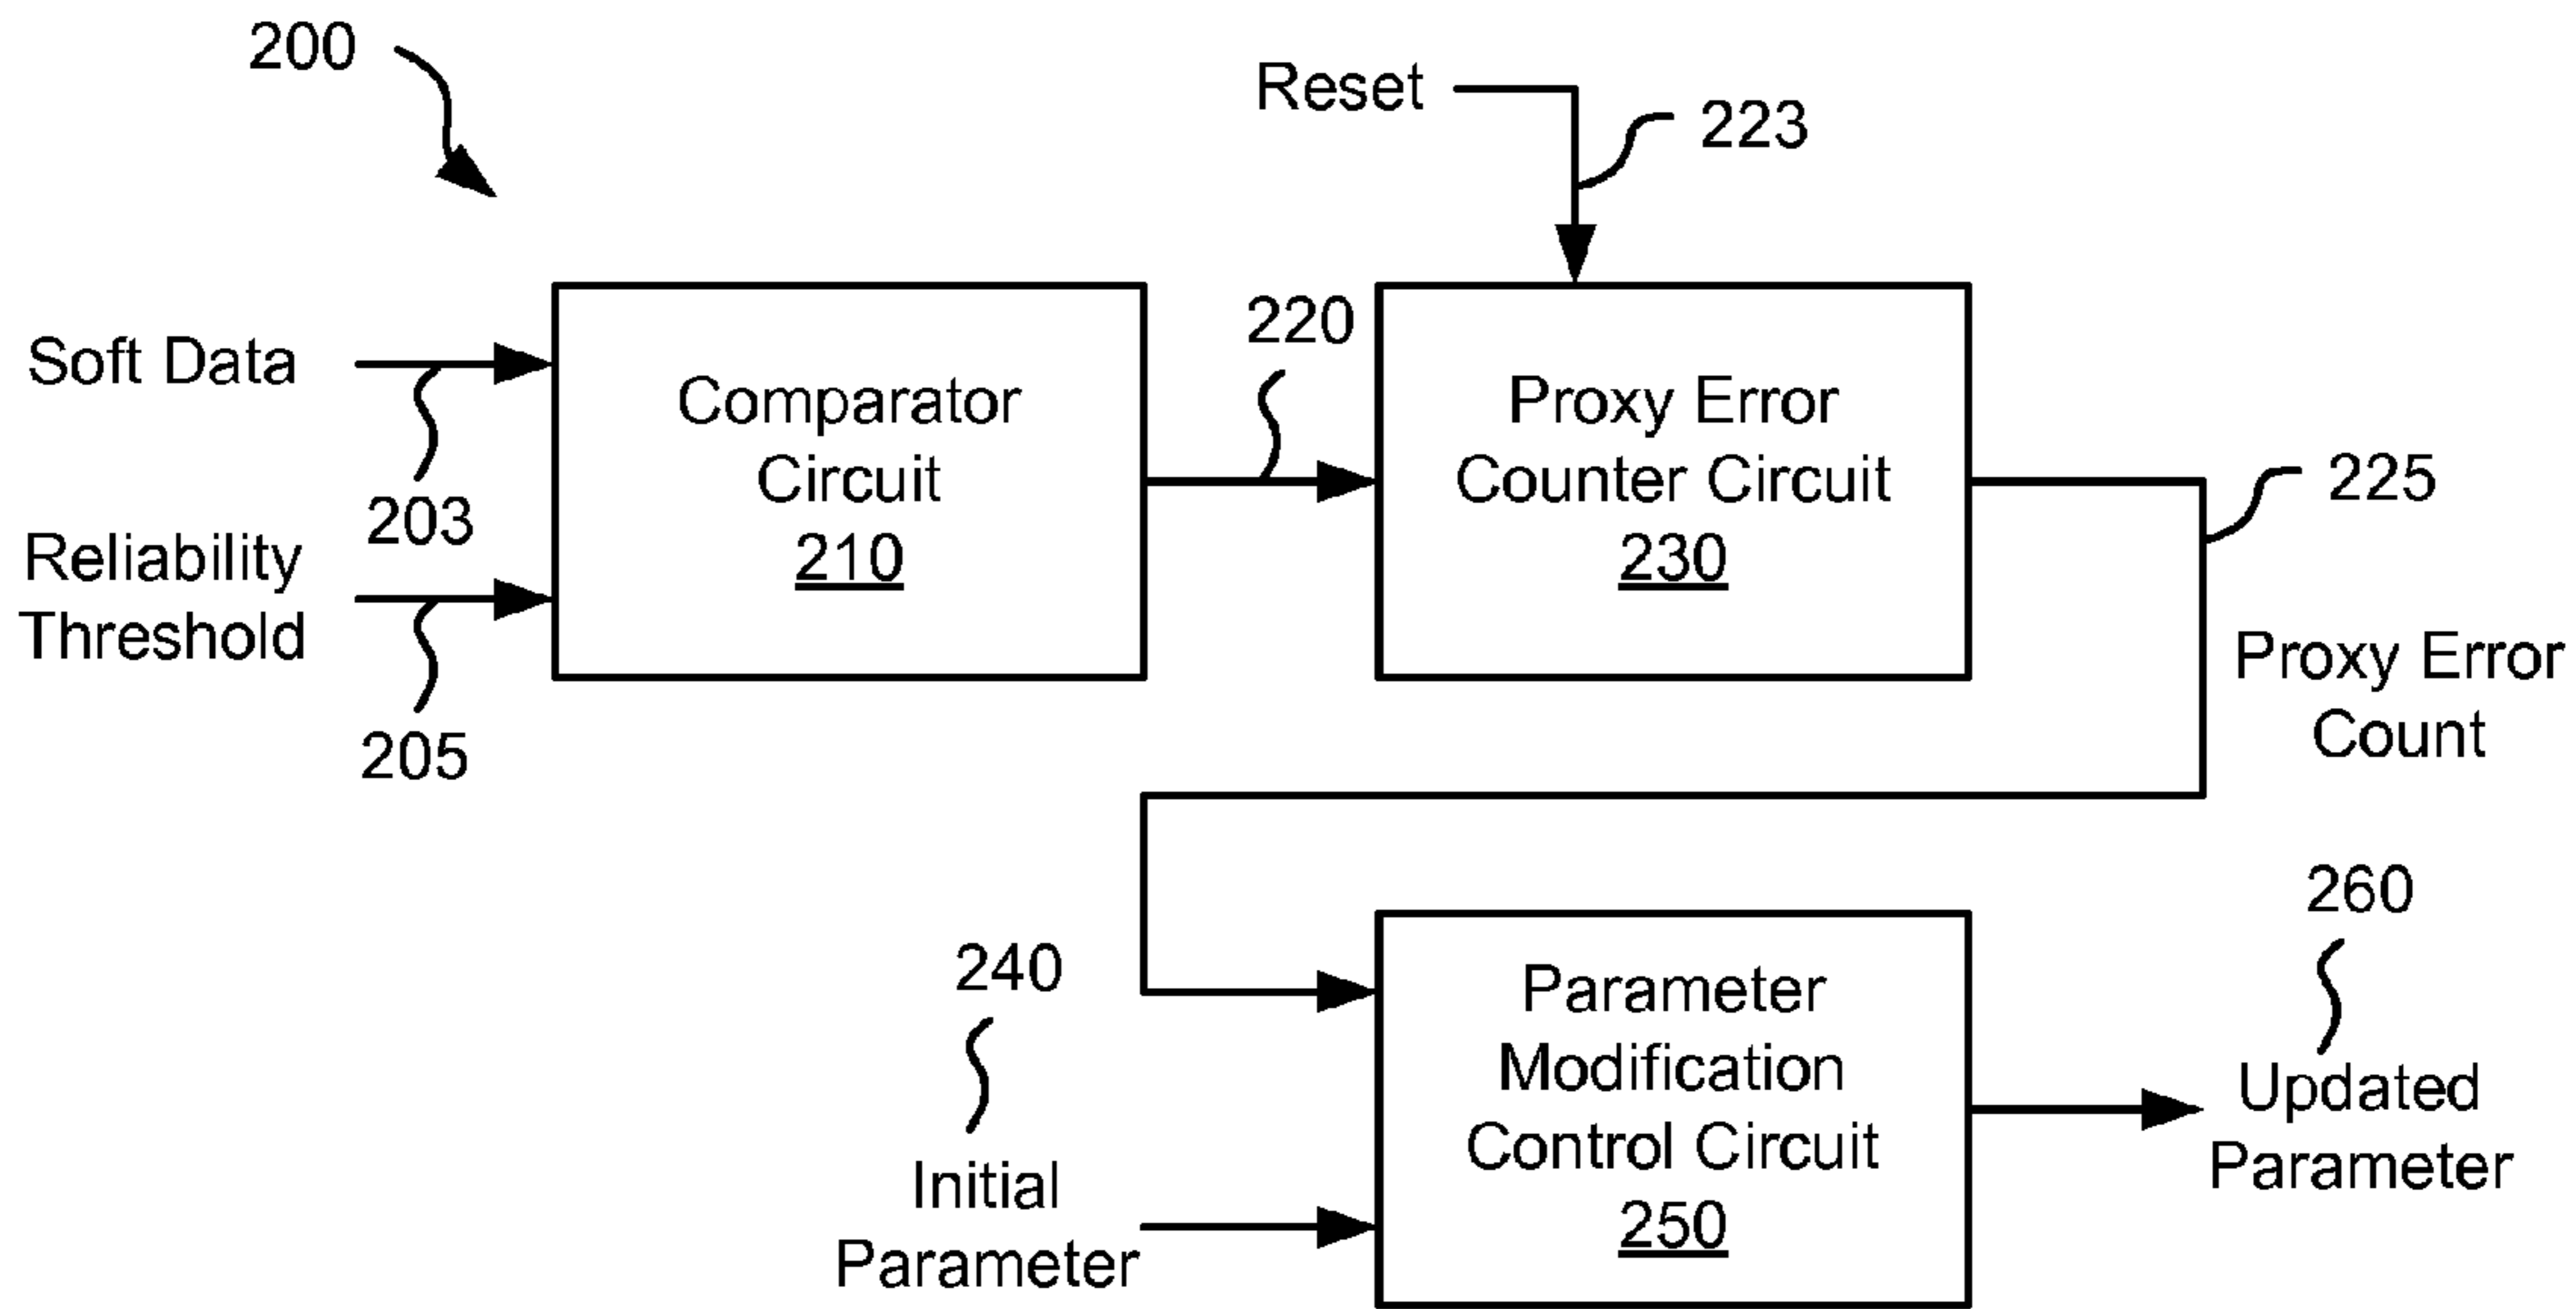 200
Reset
223
Soft Data
203
Reliability
Threshold
205
Comparator
Circuit
210
220
Proxy Error
Counter Circuit
230
225
Proxy Error
Count
240
Initial
Parameter
Parameter
Modification
Control Circuit
250
260
Updated
Parameter